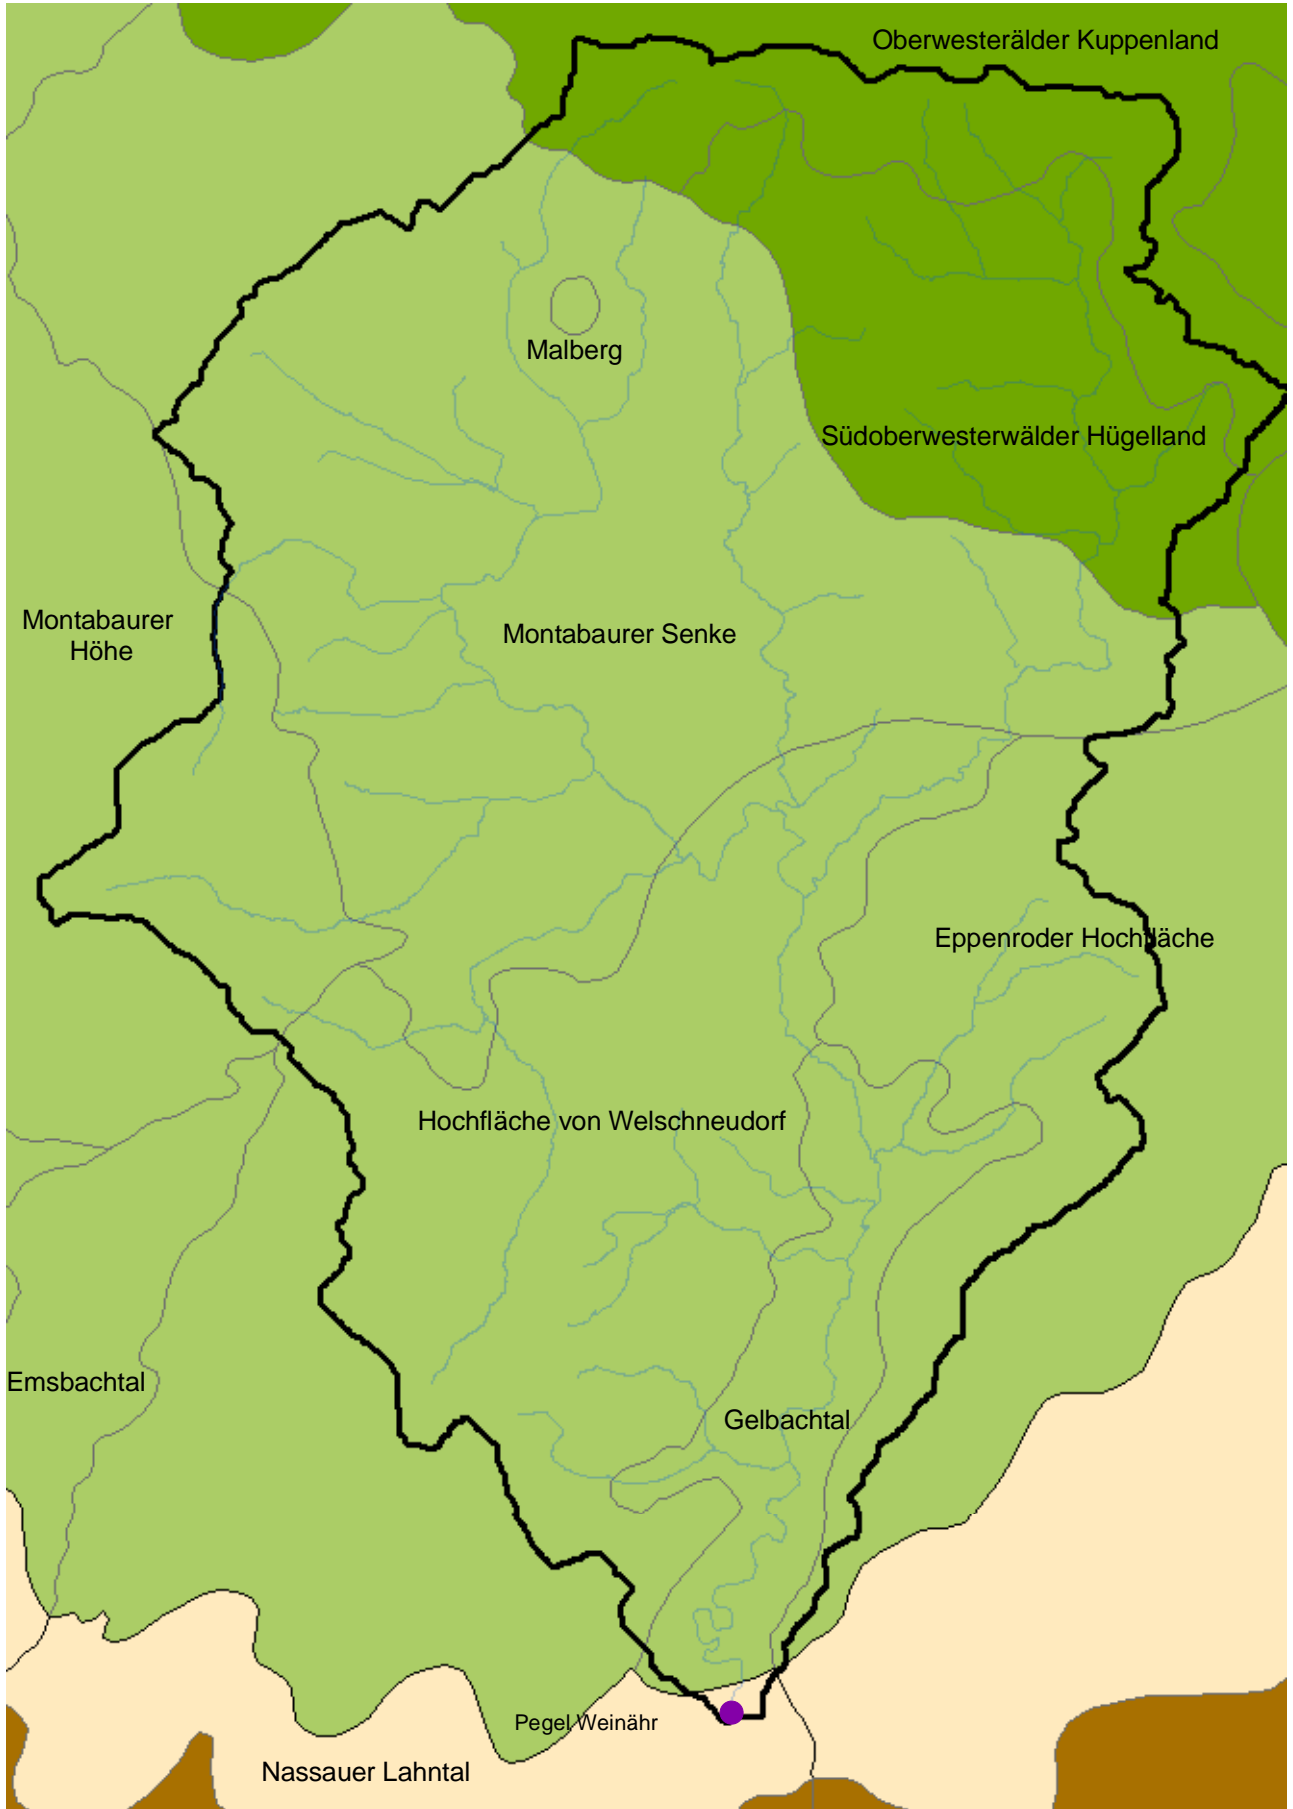 Oberwesterälder Kuppenland
Malberg
Südoberwesterwälder Hügelland
Montabaurer
Höhe
Montabaurer Senke
Eppenroder Hochfläche
Hochfläche von Welschneudorf
Emsbachtal
Gelbachtal
Pegel Weinähr
Nassauer Lahntal